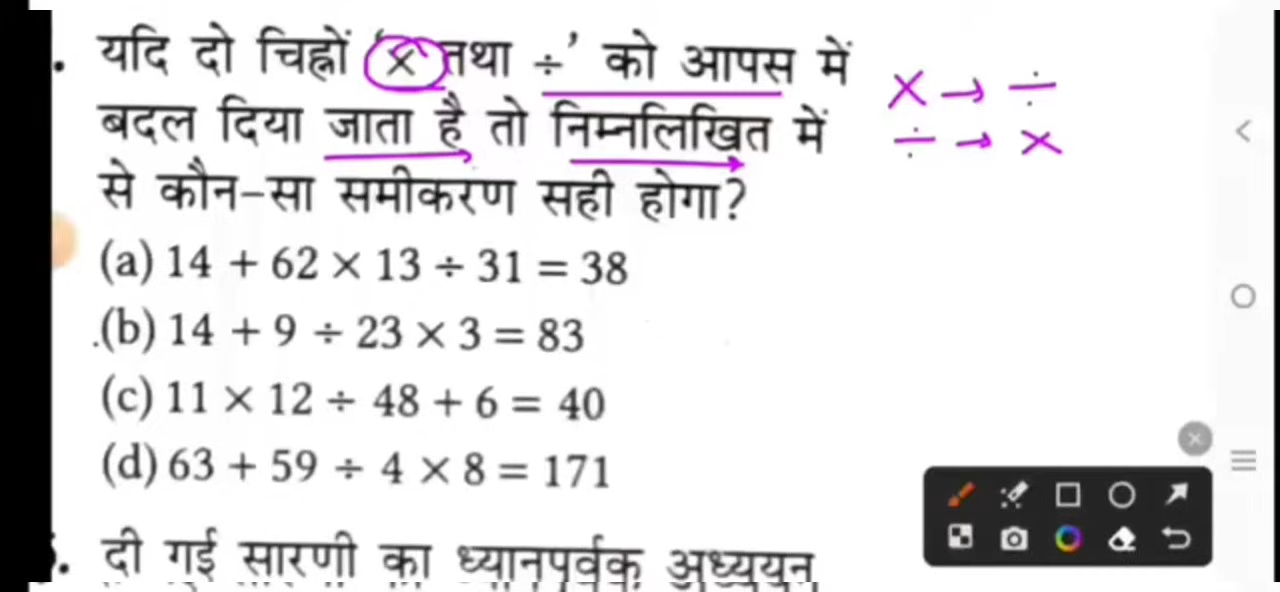 . यदि दो चिह्नों ‘×’ तथा ÷’ को आपस में
× → ÷
बदल दिया जाता है तो निम्नलिखित में
÷ → ×
से कौन-सा समीकरण सही होगा?
(a) 14 + 62 × 13 ÷ 31 = 38
.(b) 14 + 9 ÷ 23 × 3 = 83
(c) 11 × 12 ÷ 48 + 6 = 40
(d) 63 + 59 ÷ 4 × 8 = 171
. दी गई सारणी का ध्यानपूर्वक अध्ययन